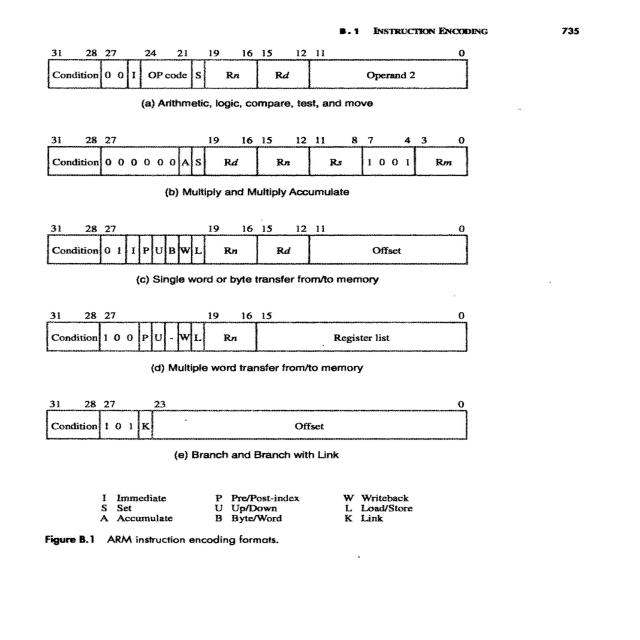 B.1 INSTRUCTION ENCODING 735
31 28 27 24 21 19 16 15 12 11 0
Condition 0 0 I OP code S Rn Rd Operand 2
(a) Arithmetic, logic, compare, test, and move
31 28 27 19 16 15 12 11 8 7 4 3 0
Condition 0 0 0 0 0 0 A S Rd Rn Rs 1 0 0 1 Rm
(b) Multiply and Multiply Accumulate
31 28 27 19 16 15 12 11 0
Condition 0 1 I P U B W L Rn Rd Offset
(c) Single word or byte transfer from/to memory
31 28 27 19 16 15 0
Condition 1 0 0 P U - W L Rn Register list
(d) Multiple word transfer from/to memory
31 28 27 23 0
Condition 1 0 1 K Offset
(e) Branch and Branch with Link
I Immediate P Pre/Post-index W Writeback
S Set U Up/Down L Load/Store
A Accumulate B Byte/Word K Link
Figure B.1 ARM instruction encoding formats.